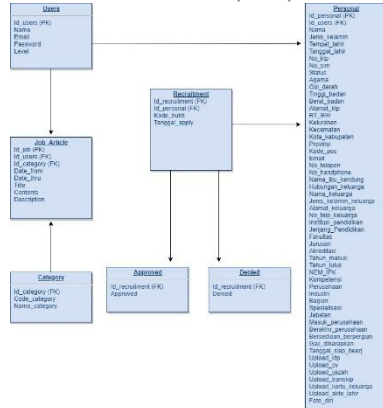 Users
Id_users (PK)
Name
Email
Password
Level
Job_Article
Id_job (PK)
Id_users (FK)
Id_category (FK)
Date_from
Date_thru
Title
Contents
Description
Category
Id_category (FK)
Code_category
Name_category
Recruitment
Id_recruitment (PK)
Id_personal (FK)
Kode_bukti
Tanggal_apply
Approved
Id_recruitment (FK)
Approved
Denied
Id_recruitment (FK)
Denied
Personal
Id_personal (PK)
Id_users (FK)
Nama
Jenis_kelamin
Tempat_lahir
Tanggal_lahir
No_ktp
No_sim
Status
Agama
Gol_darah
Tinggi_badan
Berat_badan
Alamat_ktp
RT_RW
Kelurahan
Kecamatan
Kota_kabupaten
Provinsi
Kode_pos
Email
No_telepon
No_handphone
Nama_ibu_kandung
Hubungan_keluarga
Nama_keluarga
Jenis_kelamin_keluarga
Alamat_keluarga
No_telp_keluarga
Institusi_pendidikan
Jenjang_Pendidikan
Fakultas
Jurusan
Akreditasi
Tahun_masuk
Tahun_lulus
NEM_IPK
Kompetensi
Perusahaan
Industri
Bagian
Spesialisasi
Jabatan
Masuk_perusahaan
Berakhir_perusahaan
Bersediaan_berpergian
Gaji_diharapkan
Upload_ktp
Upload_cv
Upload_ijazah
Upload_transkip
Upload_kartu_keluarga
Upload_akte_lahir
Foto_diri